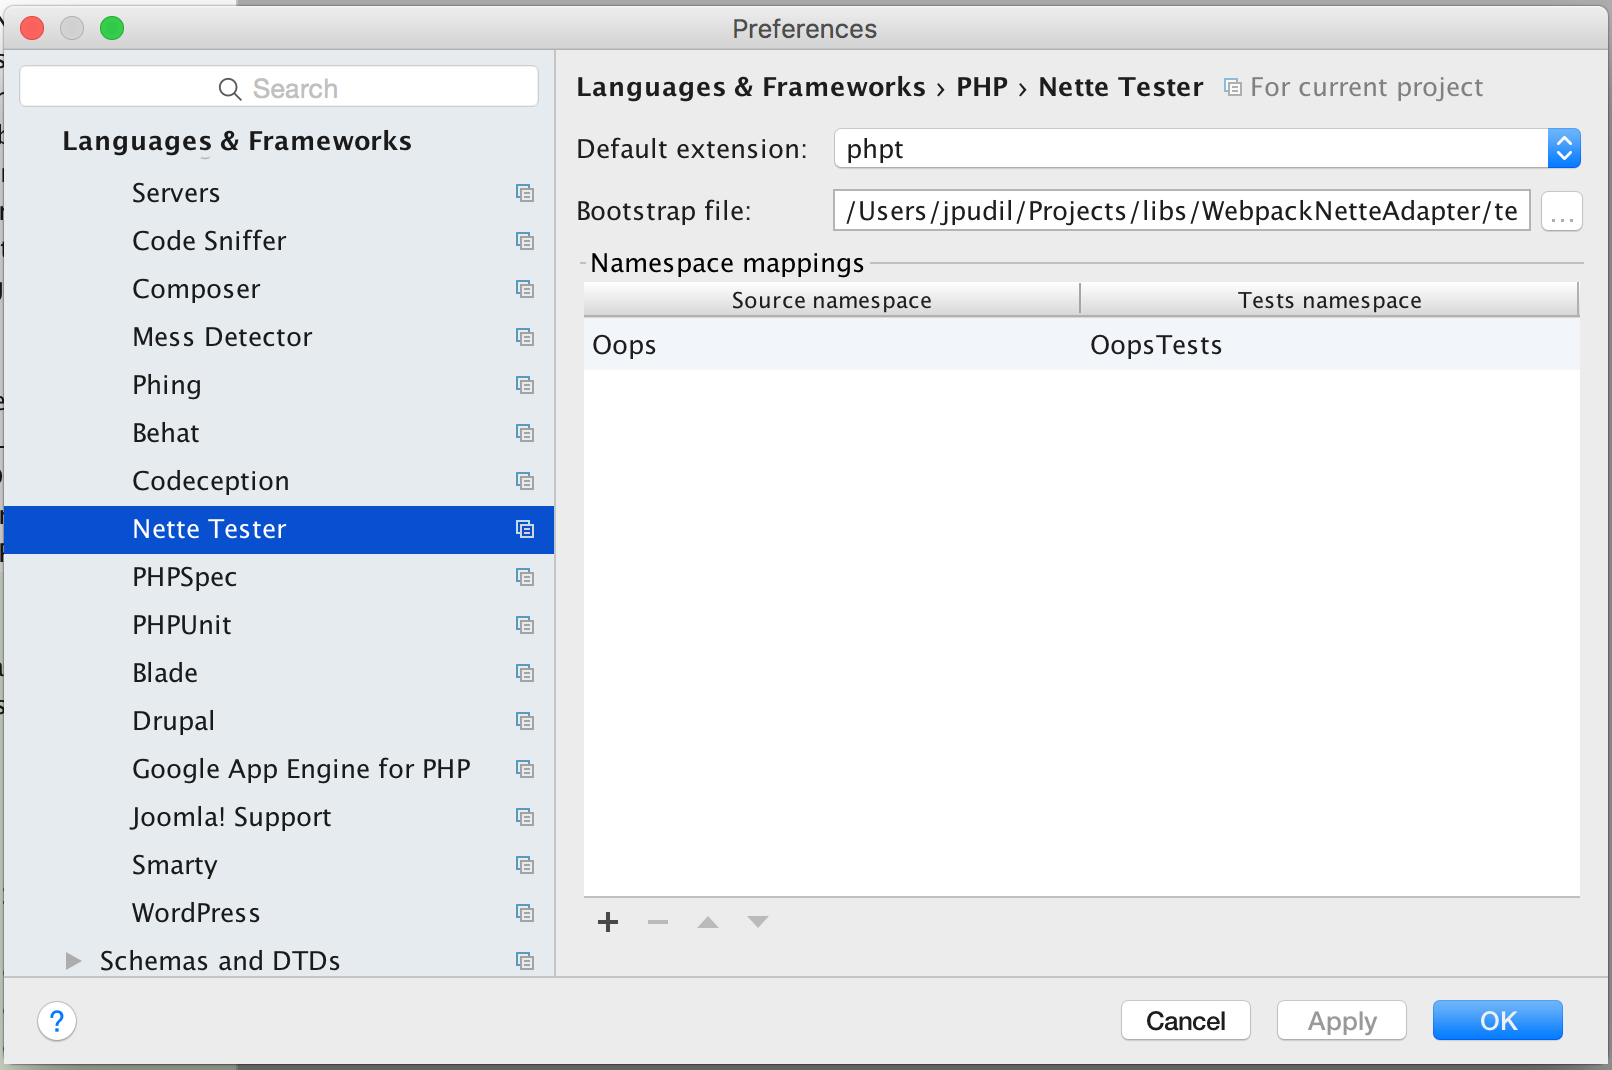 Preferences
Search
Languages & Frameworks
Servers
Code Sniffer
Composer
Mess Detector
Phing
Behat
Codeception
Nette Tester
PHPSpec
PHPUnit
Blade
Drupal
Google App Engine for PHP
Joomla! Support
Smarty
WordPress
Schemas and DTDs
Languages & Frameworks › PHP › Nette Tester For current project
Default extension: phpt
Bootstrap file: /Users/jpudil/Projects/libs/WebpackNetteAdapter/te ...
Namespace mappings
Source namespace Tests namespace
Oops OopsTests
? Cancel Apply OK